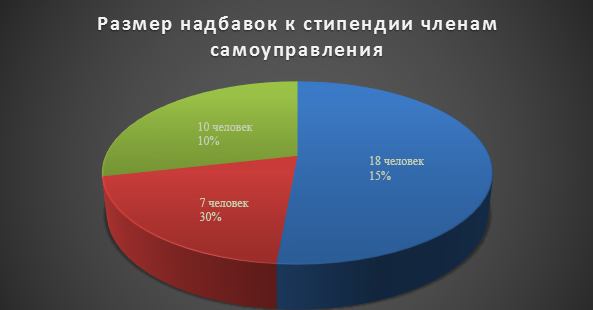 Размер надбавок к стипендии членам
самоуправления
10 человек
10%
18 человек
15%
7 человек
30%